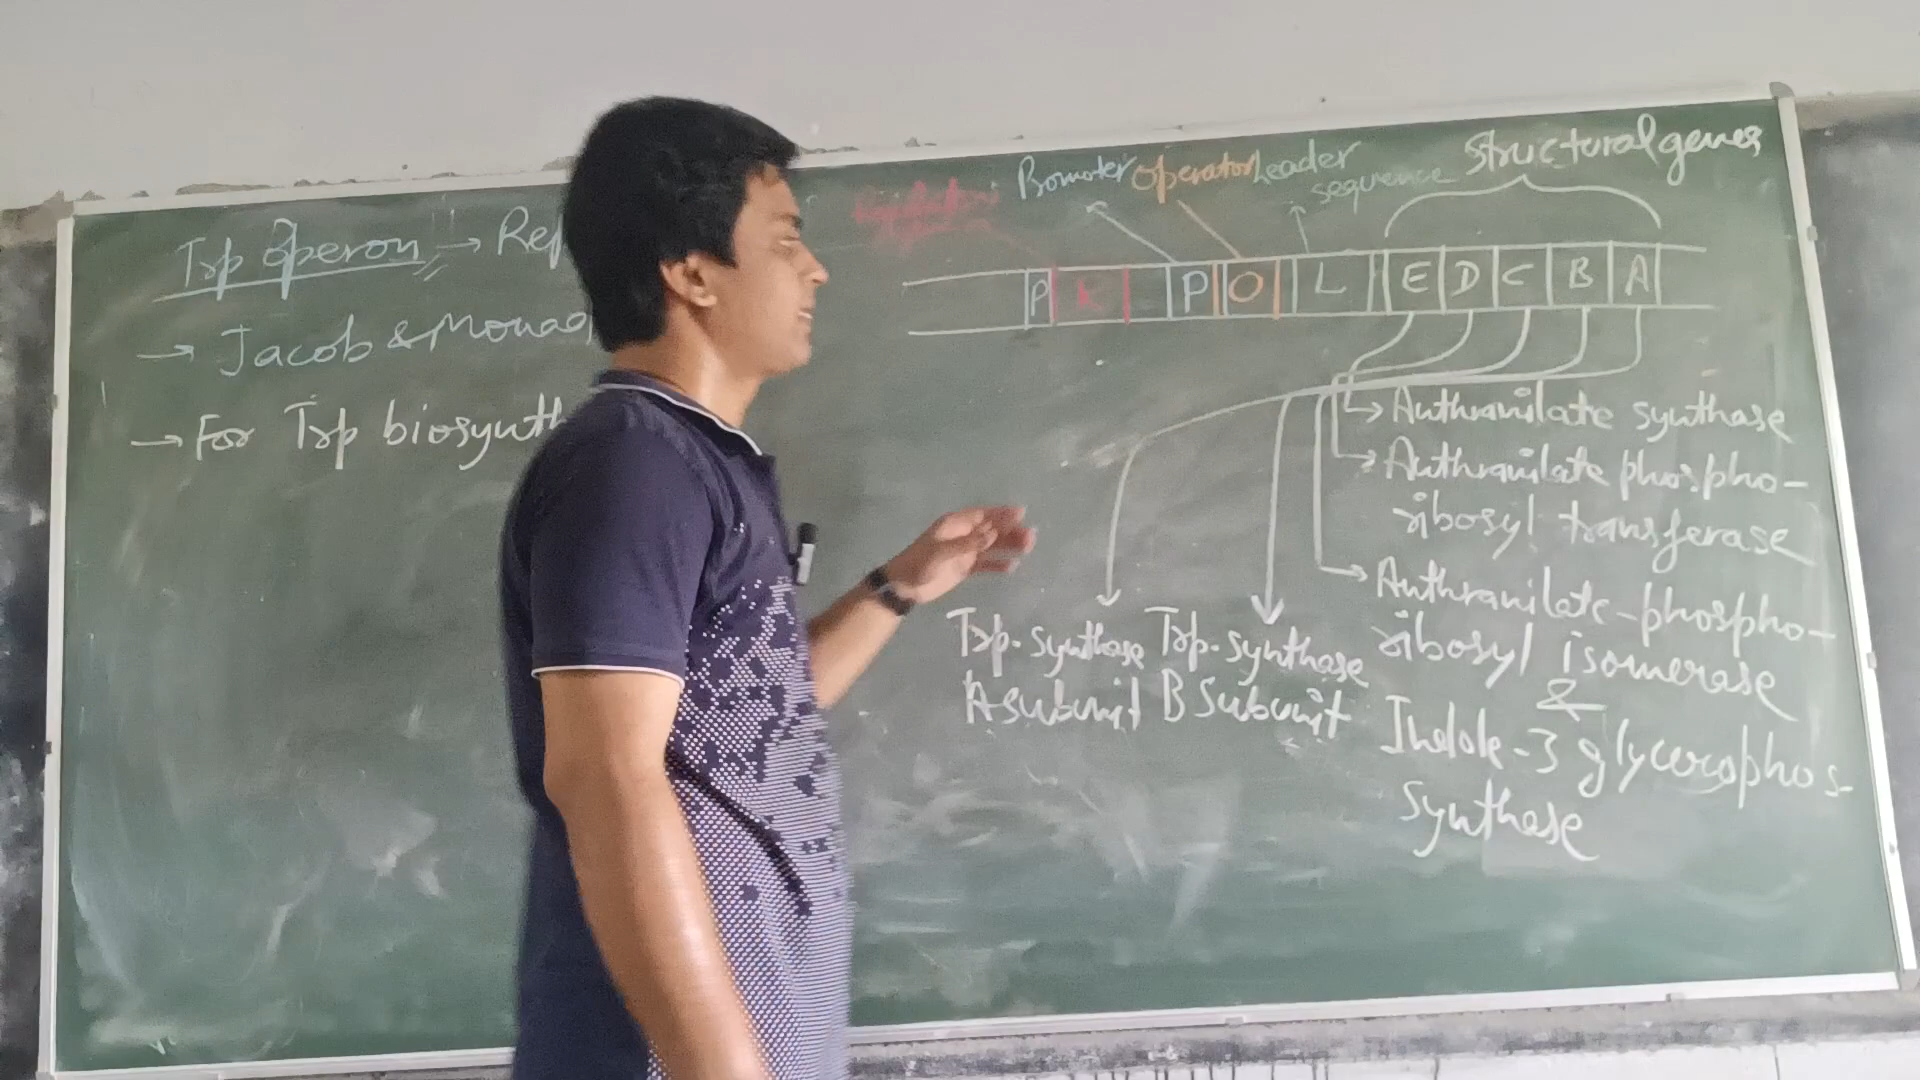 Trp operon → Rep
→ Jacob & Monad
→ For Trp biosynth
Promoter operator Leader
sequence
Structural genes
P R P O L E D C B A
→ Anthranilate synthase
→ Anthranilate phospho-
ribosyl transferase
→ Anthranilate-phospho-
ribosyl isomerase
&
Indole-3 glycerophos-
synthase
Trp-synthase
A subunit
Trp-synthase
B subunit